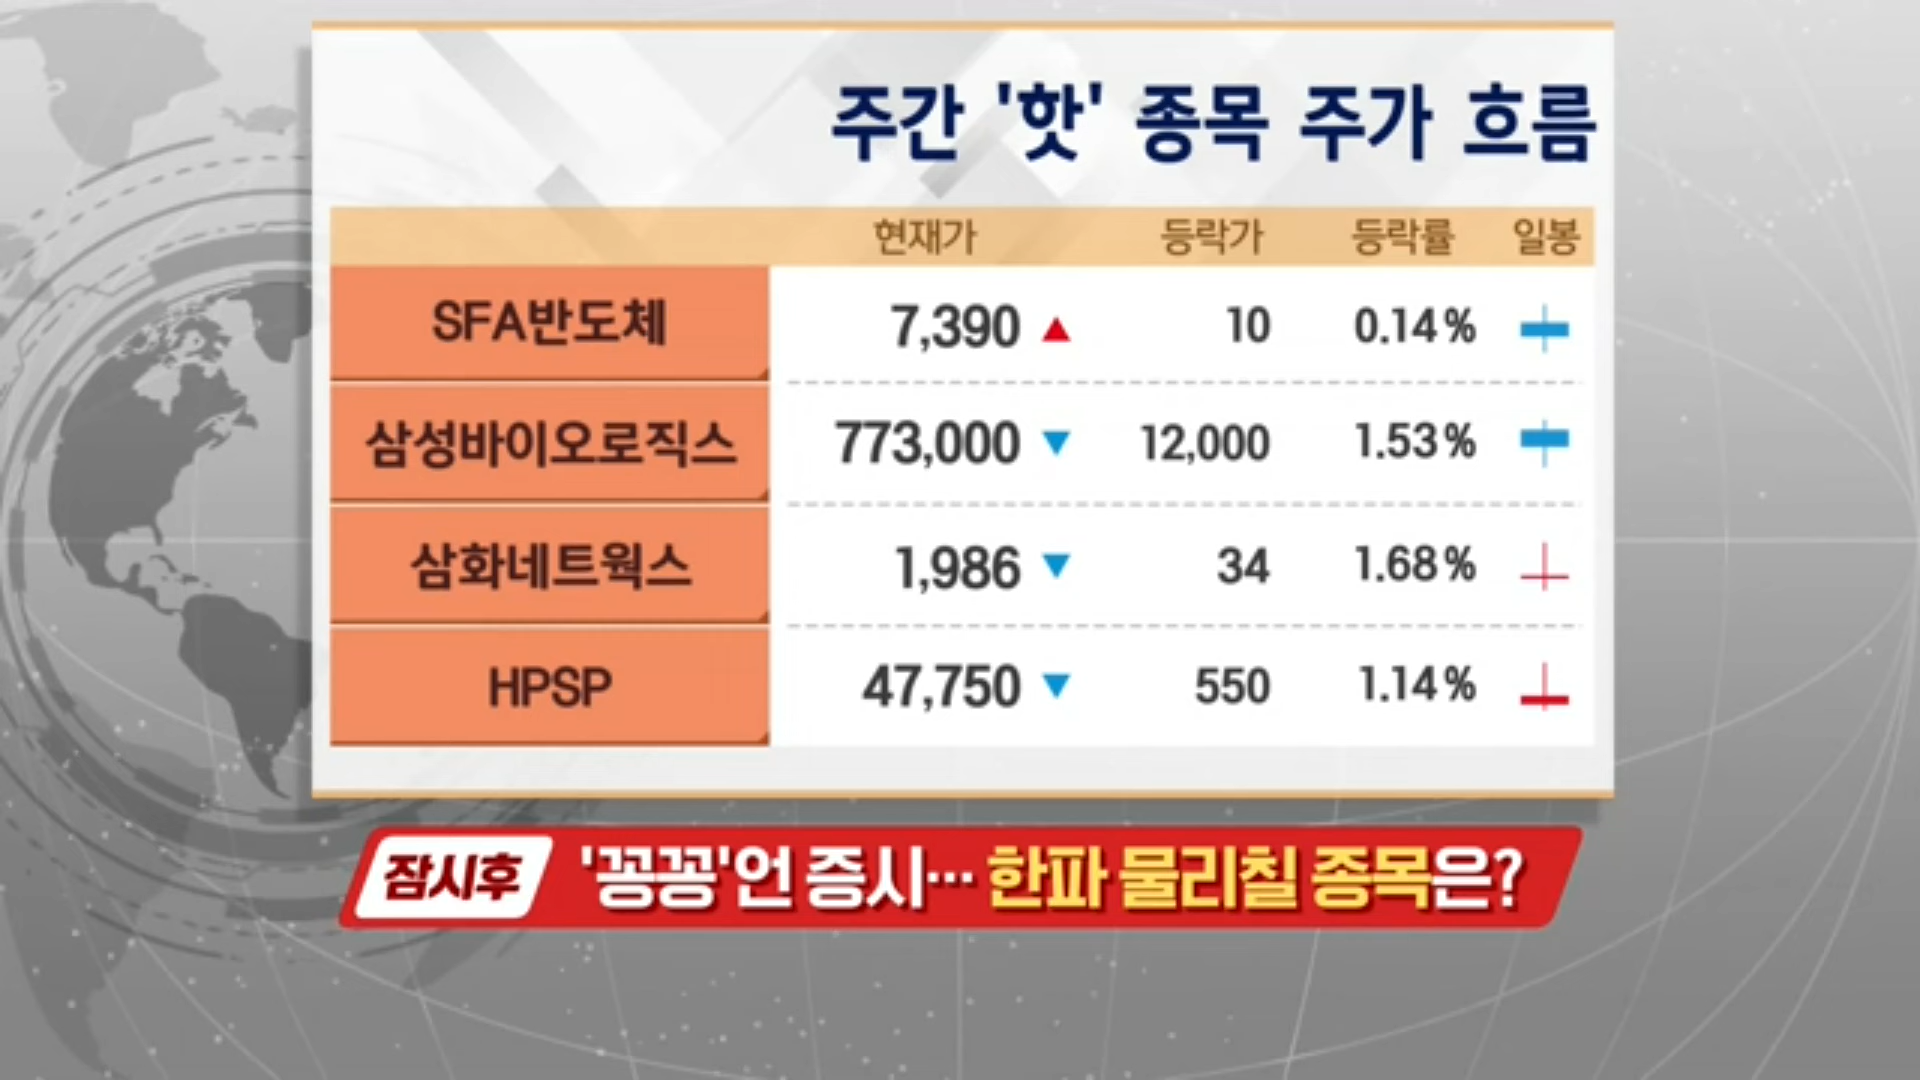 주간 '핫' 종목 주가 흐름
현재가 등락가 등락률 일봉
SFA반도체 7,390 ▲ 10 0.14%
삼성바이오로직스 773,000 ▼ 12,000 1.53%
삼화네트웍스 1,986 ▼ 34 1.68%
HPSP 47,750 ▼ 550 1.14%
잠시후 '꽁꽁'언 증시… 한파 물리칠 종목은?